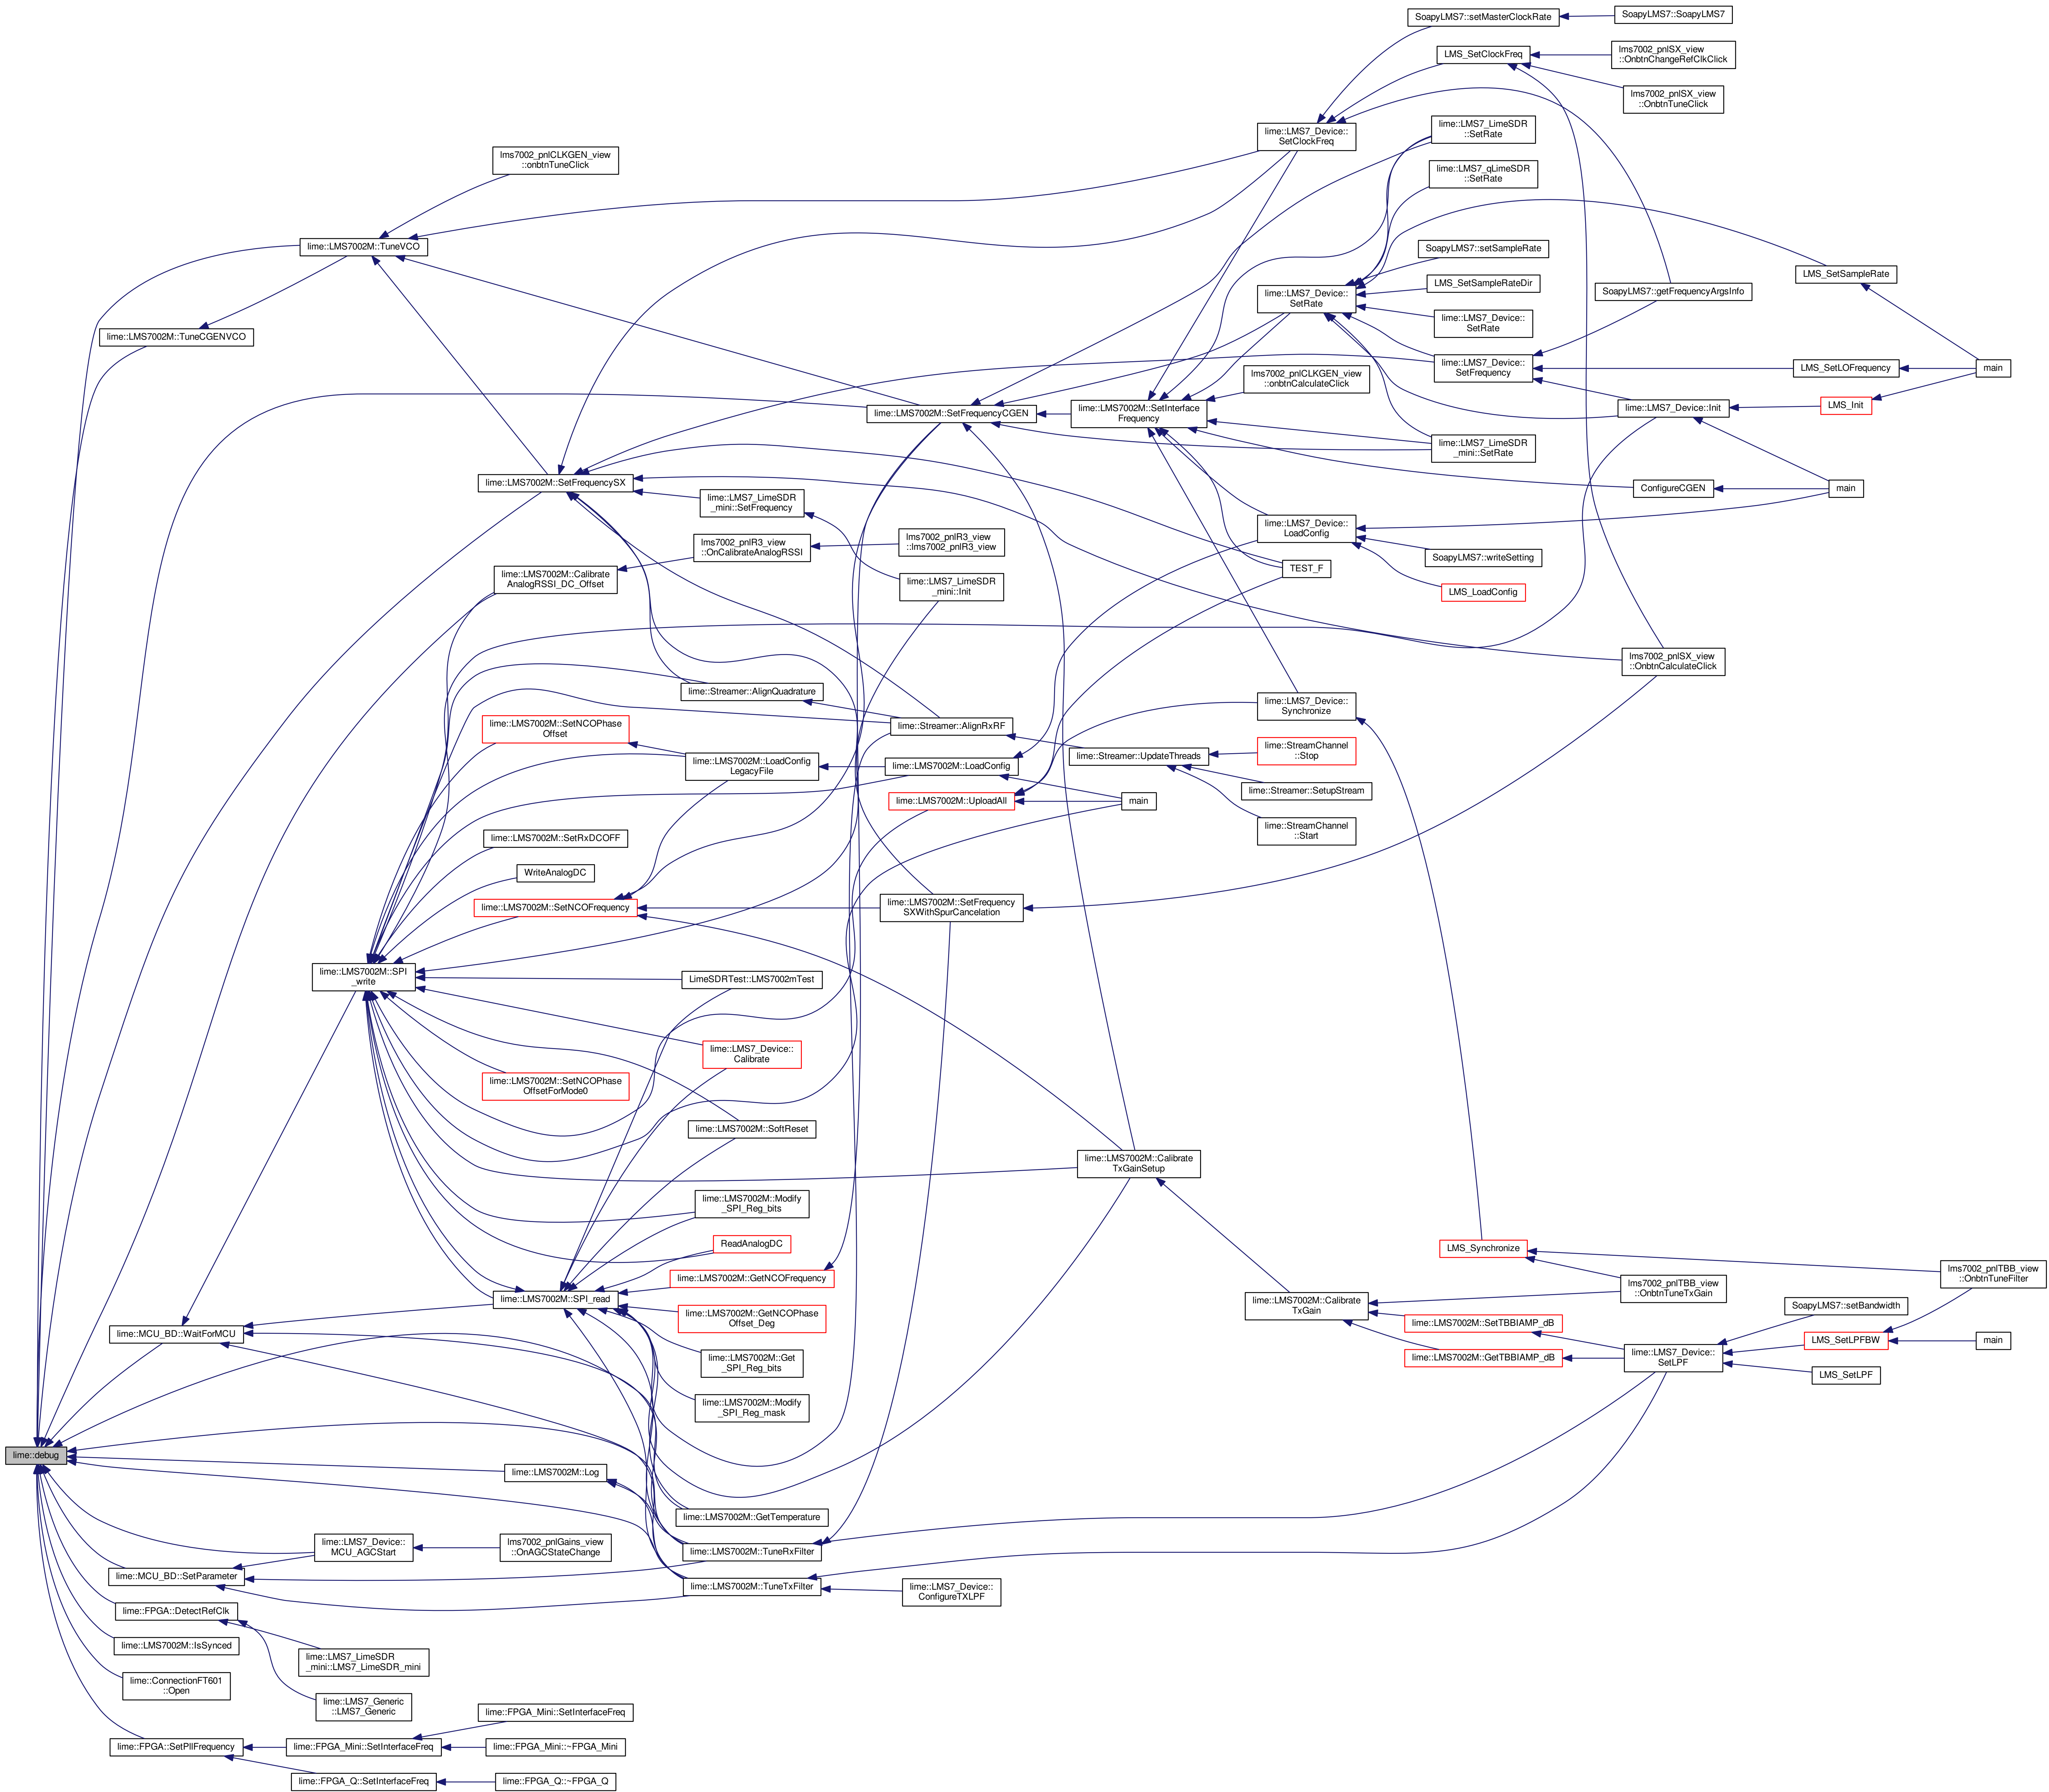 SoapyLMS7::setMasterClockRate
SoapyLMS7::SoapyLMS7
LMS_SetClockFreq
lms7002_pnlSX_view
::OnbtnChangeRefClkClick
lms7002_pnlSX_view
::OnbtnTuneClick
lime::LMS7_Device::
SetClockFreq
lime::LMS7_LimeSDR
::SetRate
lms7002_pnlCLKGEN_view
::onbtnTuneClick
lime::LMS7_qLimeSDR
::SetRate
lime::LMS7002M::TuneVCO
SoapyLMS7::setSampleRate
LMS_SetSampleRate
LMS_SetSampleRateDir
lime::LMS7_Device::
SetRate
SoapyLMS7::getFrequencyArgsInfo
lime::LMS7_Device::
SetRate
lime::LMS7002M::TuneCGENVCO
lime::LMS7_Device::
SetFrequency
LMS_SetLOFrequency
main
lms7002_pnlCLKGEN_view
::onbtnCalculateClick
lime::LMS7002M::SetFrequencyCGEN
lime::LMS7002M::SetInterface
Frequency
lime::LMS7_Device::Init
LMS_Init
lime::LMS7_LimeSDR
_mini::SetRate
lime::LMS7002M::SetFrequencySX
ConfigureCGEN
main
lime::LMS7_LimeSDR
_mini::SetFrequency
lime::LMS7_Device::
LoadConfig
lms7002_pnlR3_view
::OnCalibrateAnalogRSSI
lms7002_pnlR3_view
::lms7002_pnlR3_view
SoapyLMS7::writeSetting
TEST_F
lime::LMS7002M::Calibrate
AnalogRSSI_DC_Offset
lime::LMS7_LimeSDR
_mini::Init
LMS_LoadConfig
lms7002_pnlSX_view
::OnbtnCalculateClick
lime::Streamer::AlignQuadrature
lime::LMS7_Device::
Synchronize
lime::LMS7002M::SetNCOPhase
Offset
lime::Streamer::AlignRxRF
lime::StreamChannel
::Stop
lime::Streamer::UpdateThreads
lime::LMS7002M::LoadConfig
LegacyFile
lime::LMS7002M::LoadConfig
lime::Streamer::SetupStream
lime::LMS7002M::UploadAll
main
lime::StreamChannel
::Start
lime::LMS7002M::SetRxDCOFF
WriteAnalogDC
lime::LMS7002M::SetNCOFrequency
lime::LMS7002M::SetFrequency
SXWithSpurCancelation
lime::LMS7002M::SPI
_write
LimeSDRTest::LMS7002mTest
lime::LMS7_Device::
Calibrate
lime::LMS7002M::SetNCOPhase
OffsetForMode0
lime::LMS7002M::SoftReset
lime::LMS7002M::Calibrate
TxGainSetup
lime::LMS7002M::Modify
_SPI_Reg_bits
ReadAnalogDC
LMS_Synchronize
lime::LMS7002M::GetNCOFrequency
lms7002_pnlTBB_view
::OnbtnTuneFilter
lms7002_pnlTBB_view
::OnbtnTuneTxGain
lime::LMS7002M::SPI_read
lime::LMS7002M::Calibrate
TxGain
SoapyLMS7::setBandwidth
lime::LMS7002M::GetNCOPhase
Offset_Deg
lime::LMS7002M::SetTBBIAMP_dB
lime::MCU_BD::WaitForMCU
LMS_SetLPFBW
main
lime::LMS7002M::Get
_SPI_Reg_bits
lime::LMS7002M::GetTBBIAMP_dB
lime::LMS7_Device::
SetLPF
LMS_SetLPF
lime::LMS7002M::Modify
_SPI_Reg_mask
lime::debug
lime::LMS7002M::Log
lime::LMS7002M::GetTemperature
lime::LMS7_Device::
MCU_AGCStart
lms7002_pnlGains_view
::OnAGCStateChange
lime::LMS7002M::TuneRxFilter
lime::MCU_BD::SetParameter
lime::LMS7002M::TuneTxFilter
lime::LMS7_Device::
ConfigureTXLPF
lime::FPGA::DetectRefClk
lime::LMS7002M::IsSynced
lime::LMS7_LimeSDR
_mini::LMS7_LimeSDR_mini
lime::ConnectionFT601
::Open
lime::LMS7_Generic
::LMS7_Generic
lime::FPGA_Mini::SetInterfaceFreq
lime::FPGA::SetPllFrequency
lime::FPGA_Mini::SetInterfaceFreq
lime::FPGA_Mini::~FPGA_Mini
lime::FPGA_Q::SetInterfaceFreq
lime::FPGA_Q::~FPGA_Q